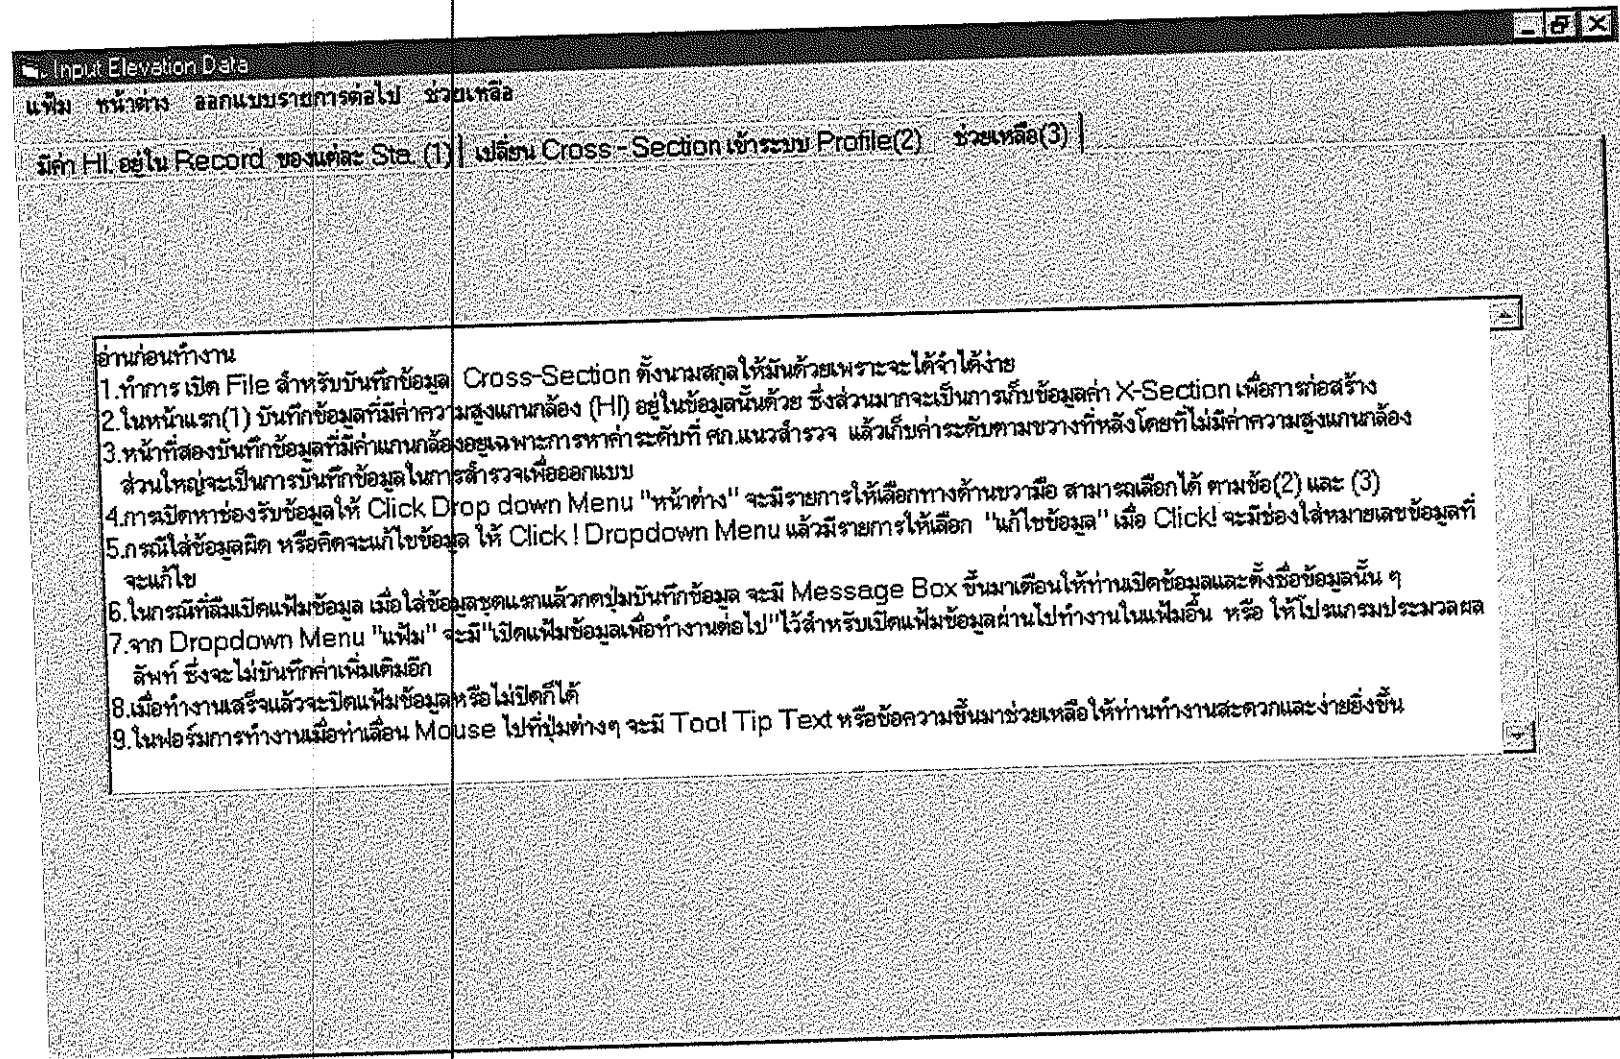 Input Elevation Data
แฟ้ม หน้าต่าง ออกแบบรายการต่อไป ช่วยเหลือ
มีค่า HI. อยู่ใน Record ของแต่ละ Sta. (1) เปลี่ยน Cross-Section เข้าระบบ Profile(2) ช่วยเหลือ(3)
อ่านก่อนทำงาน
1.ทำการ เปิด File สำหรับบันทึกข้อมูล Cross-Section ตั้งนามสกุลให้มันด้วยเพราะจะได้จำได้ง่าย
2.ในหน้าแรก(1) บันทึกข้อมูลที่มีค่าความสูงแกนกล้อง (HI) อยู่ในข้อมูลนั้นด้วย ซึ่งส่วนมากจะเป็นการเก็บข้อมูลค่า X-Section เพื่อการก่อสร้าง
3.หน้าที่สองบันทึกข้อมูลที่มีค่าแกนกล้องอยู่เฉพาะการหาค่าระดับที่ ศก.แนวสำรวจ แล้วเก็บค่าระดับตามขวางทีหลังโดยที่ไม่มีค่าความสูงแกนกล้อง
ส่วนใหญ่จะเป็นการบันทึกข้อมูลในการสำรวจเพื่อออกแบบ
4.การเปิดหาช่องรับข้อมูลให้ Click Drop down Menu "หน้าต่าง" จะมีรายการให้เลือกทางด้านขวามือ สามารถเลือกได้ ตามข้อ(2) และ (3)
5.กรณีใส่ข้อมูลผิด หรือคิดจะแก้ไขข้อมูล ให้ Click ! Dropdown Menu แล้วมีรายการให้เลือก "แก้ไขข้อมูล" เมื่อ Click! จะมีช่องใส่หมายเลขข้อมูลที่
จะแก้ไข
6.ในกรณีที่ลืมเปิดแฟ้มข้อมูล เมื่อใส่ข้อมูลชุดแรกแล้วกดปุ่มบันทึกข้อมูล จะมี Message Box ขึ้นมาเตือนให้ท่านเปิดข้อมูลและตั้งชื่อข้อมูลนั้น ๆ
7.จาก Dropdown Menu "แฟ้ม" จะมี"เปิดแฟ้มข้อมูลเพื่อทำงานต่อไป"ไว้สำหรับเปิดแฟ้มข้อมูลผ่านไปทำงานในแฟ้มอื่น หรือ ให้โปรแกรมประมวลผล
ลัพท์ ซึ่งจะไม่บันทึกค่าเพิ่มเติมอีก
8.เมื่อทำงานเสร็จแล้วจะปิดแฟ้มข้อมูลหรือไม่ปิดก็ได้
9.ในฟอร์มการทำงานเมื่อท่าเลื่อน Mouse ไปที่ปุ่มต่างๆ จะมี Tool Tip Text หรือข้อความขึ้นมาช่วยเหลือให้ท่านทำงานสะดวกและง่ายยิ่งขึ้น